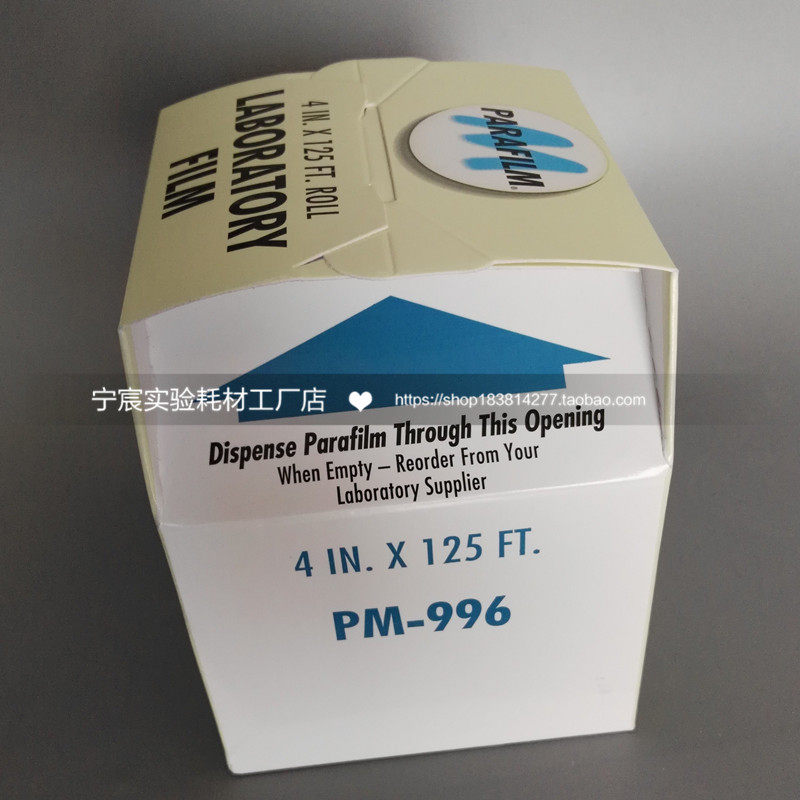 4 IN. X 125 FT. ROLL
LABORATORY
FILM
PARAFILM®
M
宁宸实验耗材工厂店 ❤ https://shop183814277.taobao.com
Dispense Parafilm Through This Opening
When Empty – Reorder From Your
Laboratory Supplier
4 IN. X 125 FT.
PM-996